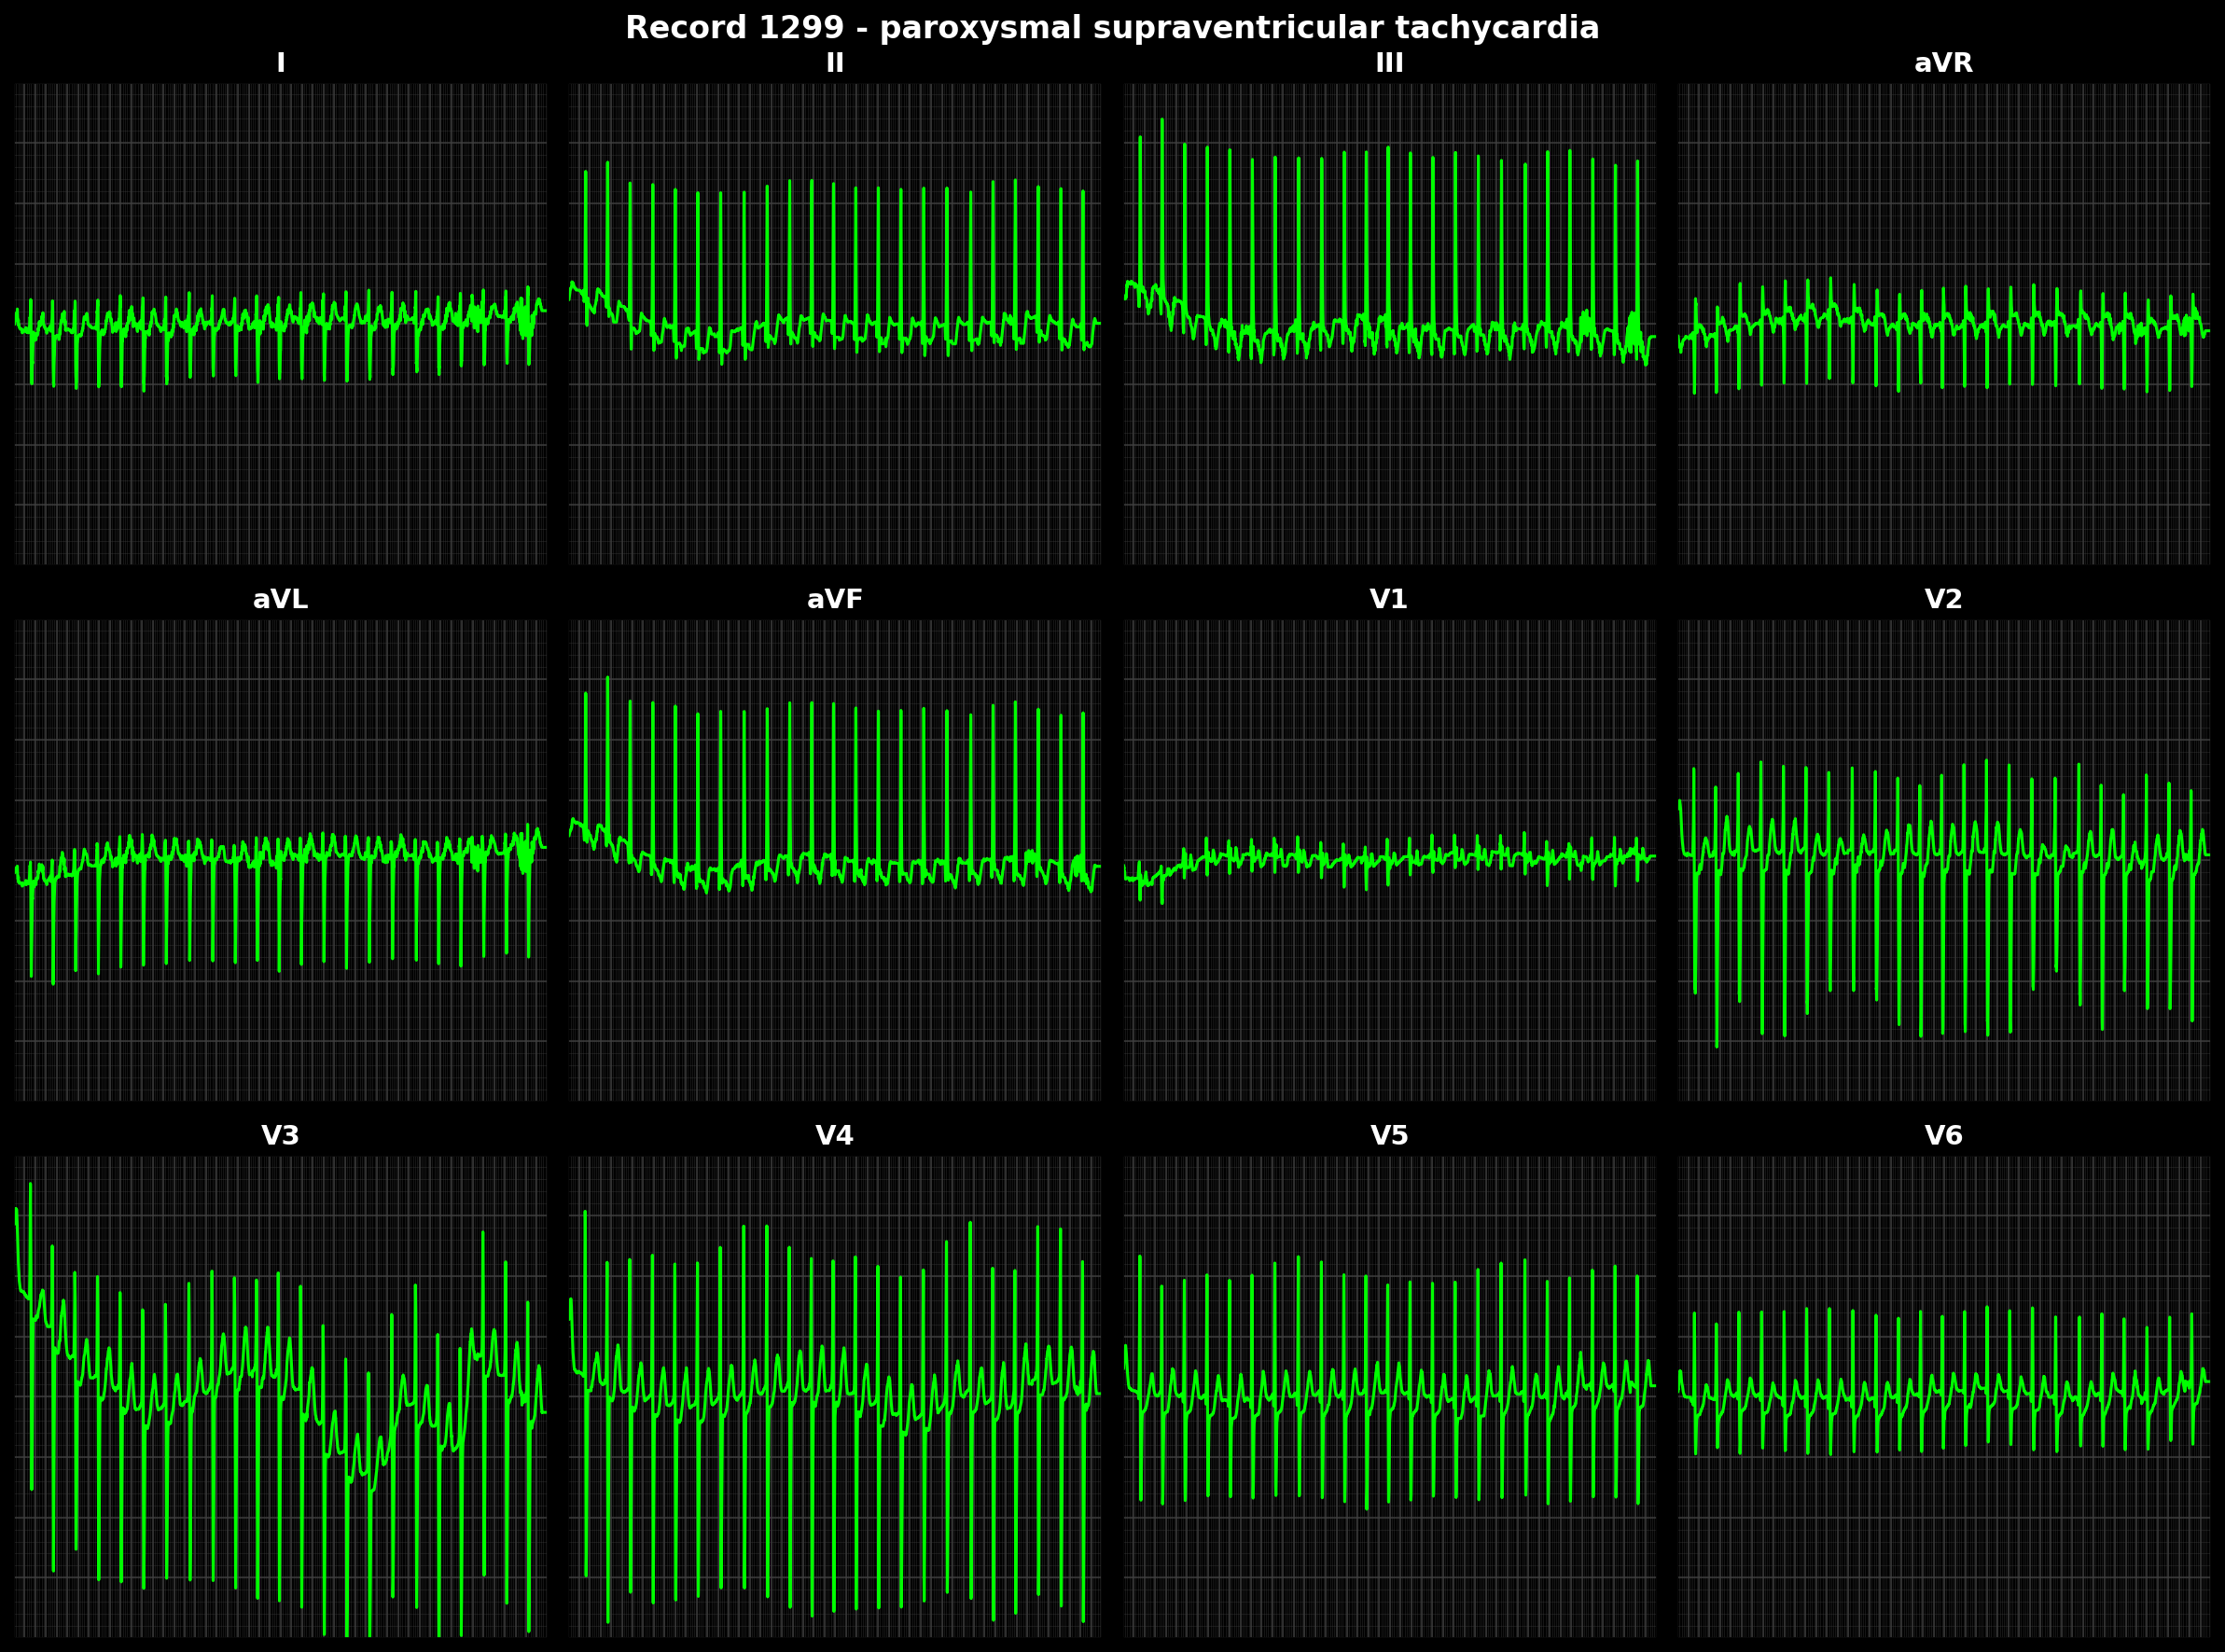 Record 1299 - paroxysmal supraventricular tachycardia
I
II
III
aVR
aVL
aVF
V1
V2
V3
V4
V5
V6